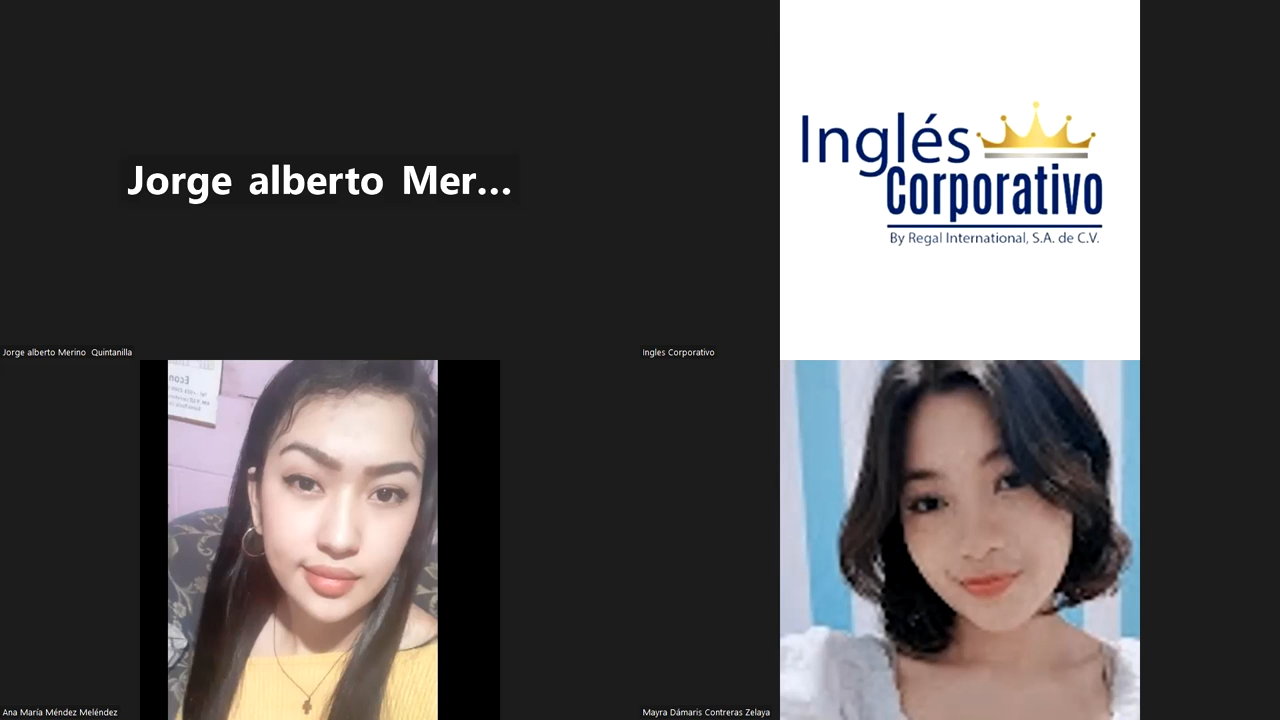 Jorge alberto Mer...
Inglés
Corporativo
By Regal International, S.A. de C.V.
Jorge alberto Merino Quintanilla
Ingles Corporativo
Ana María Méndez Meléndez
Mayra Dámaris Contreras Zelaya